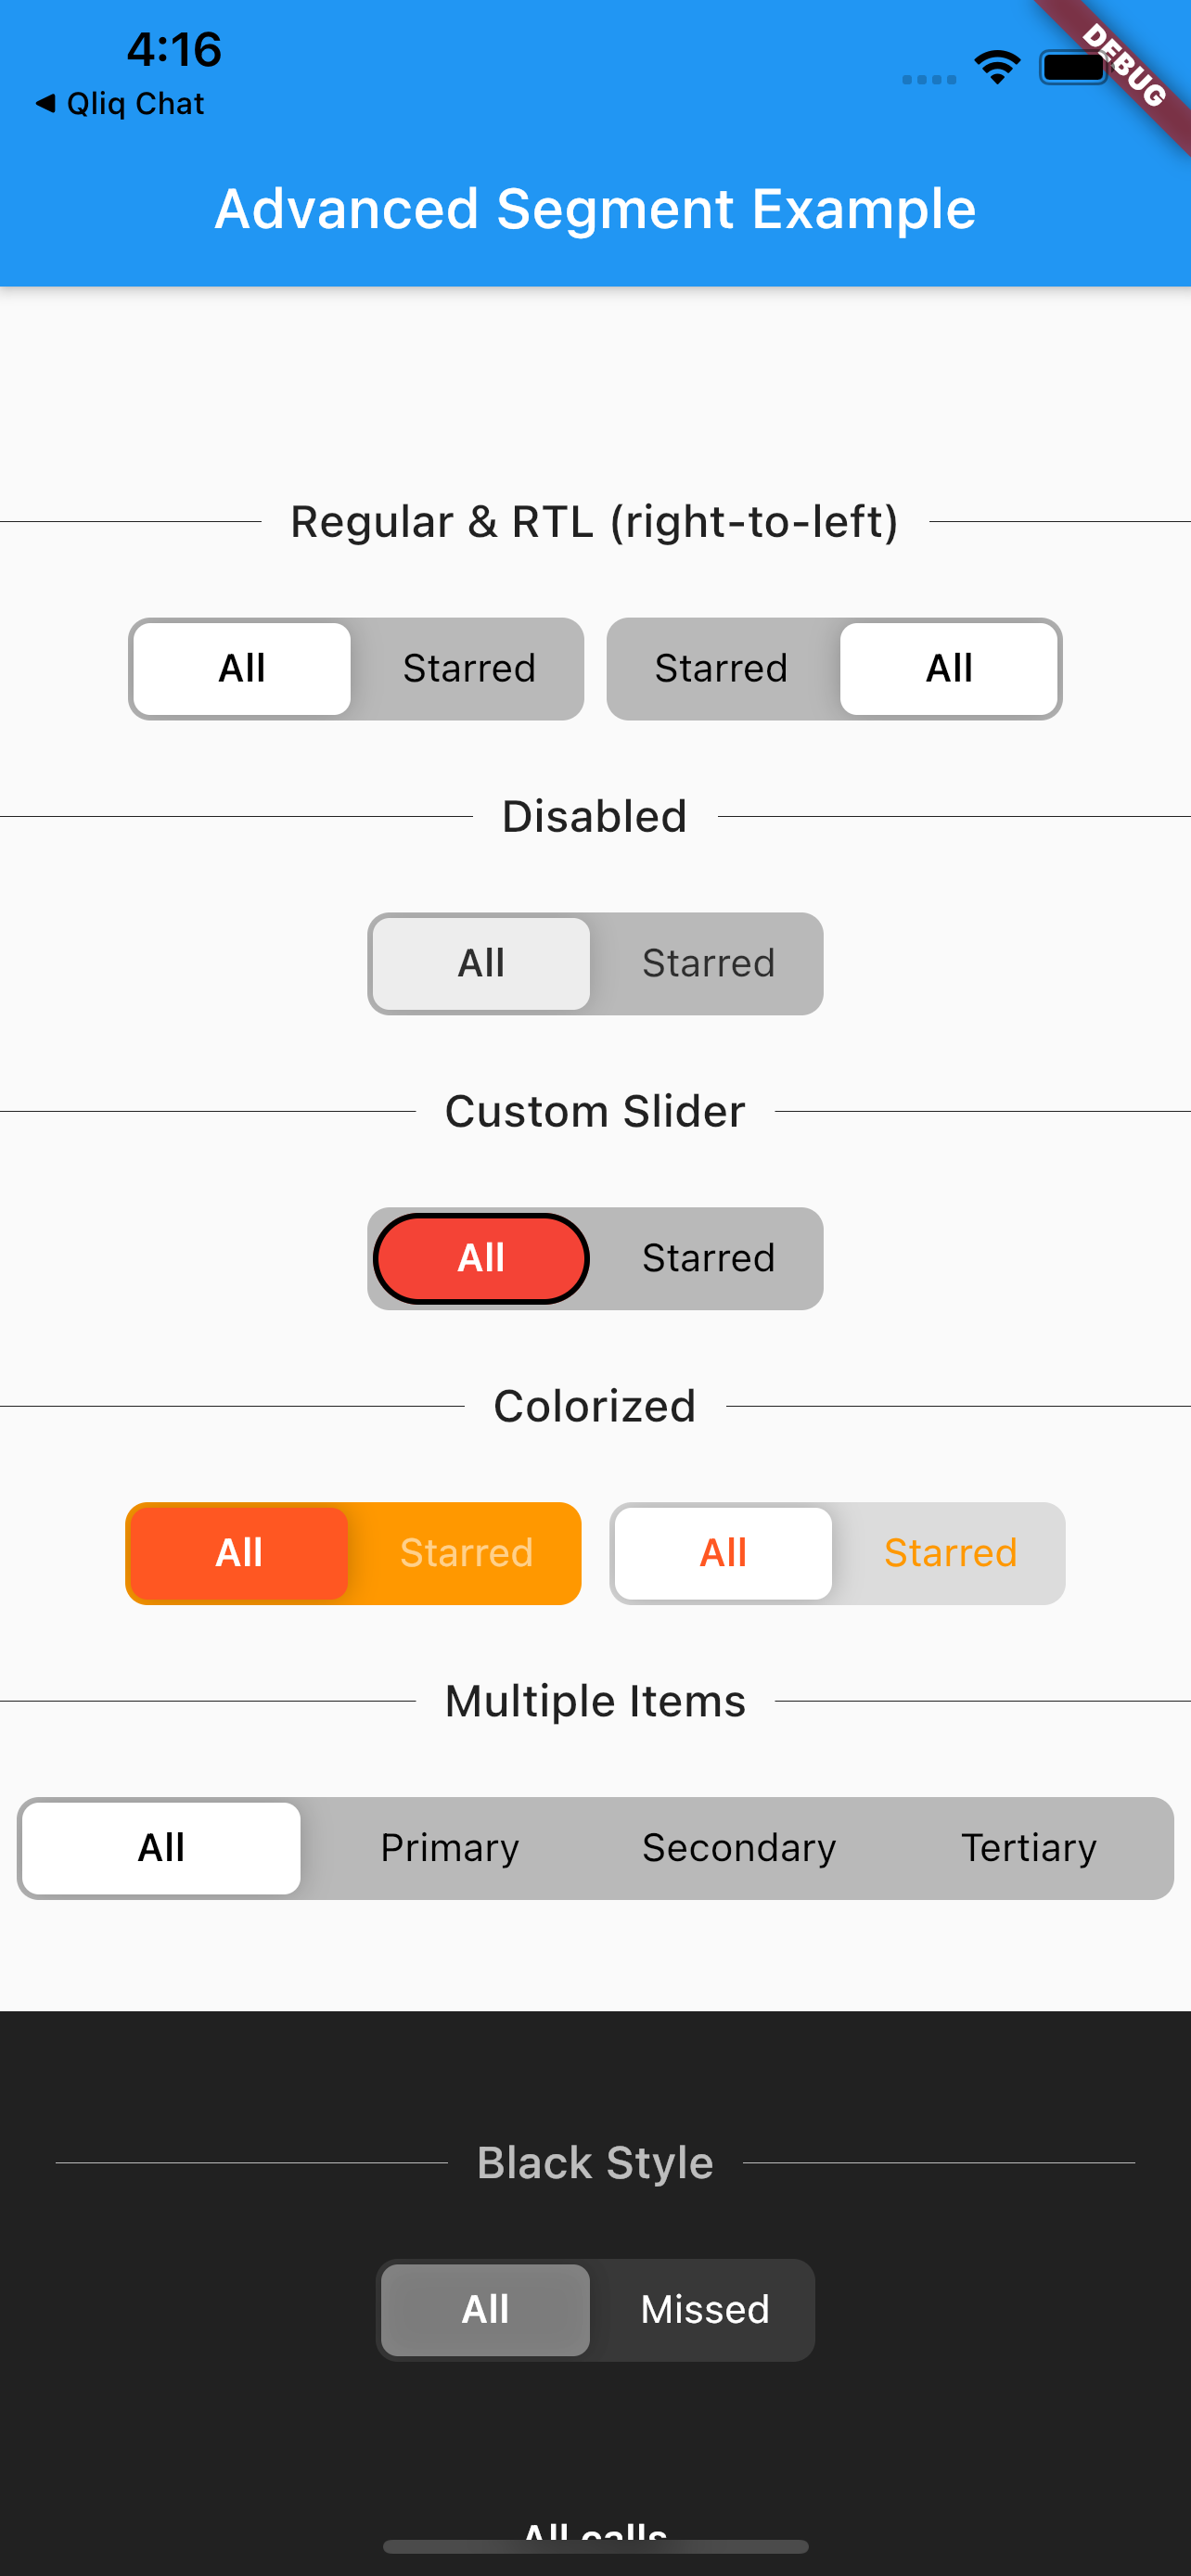 4:16
◀ Qliq Chat
DEBUG
Advanced Segment Example
Regular & RTL (right-to-left)
All Starred Starred All
Disabled
All Starred
Custom Slider
All Starred
Colorized
All Starred All Starred
Multiple Items
All Primary Secondary Tertiary
Black Style
All Missed
All calls